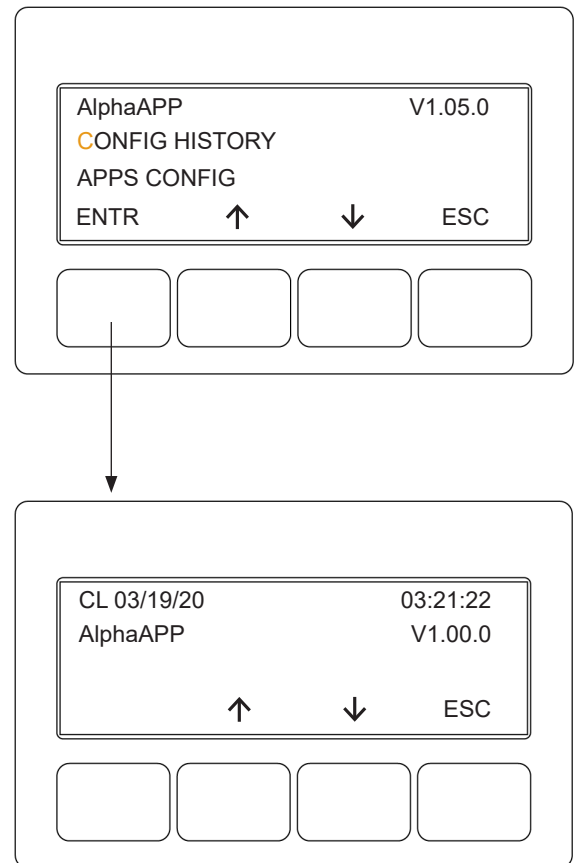 AlphaAPP V1.05.0
CONFIG HISTORY
APPS CONFIG
ENTR ↑ ↓ ESC
CL 03/19/20 03:21:22
AlphaAPP V1.00.0
↑ ↓ ESC